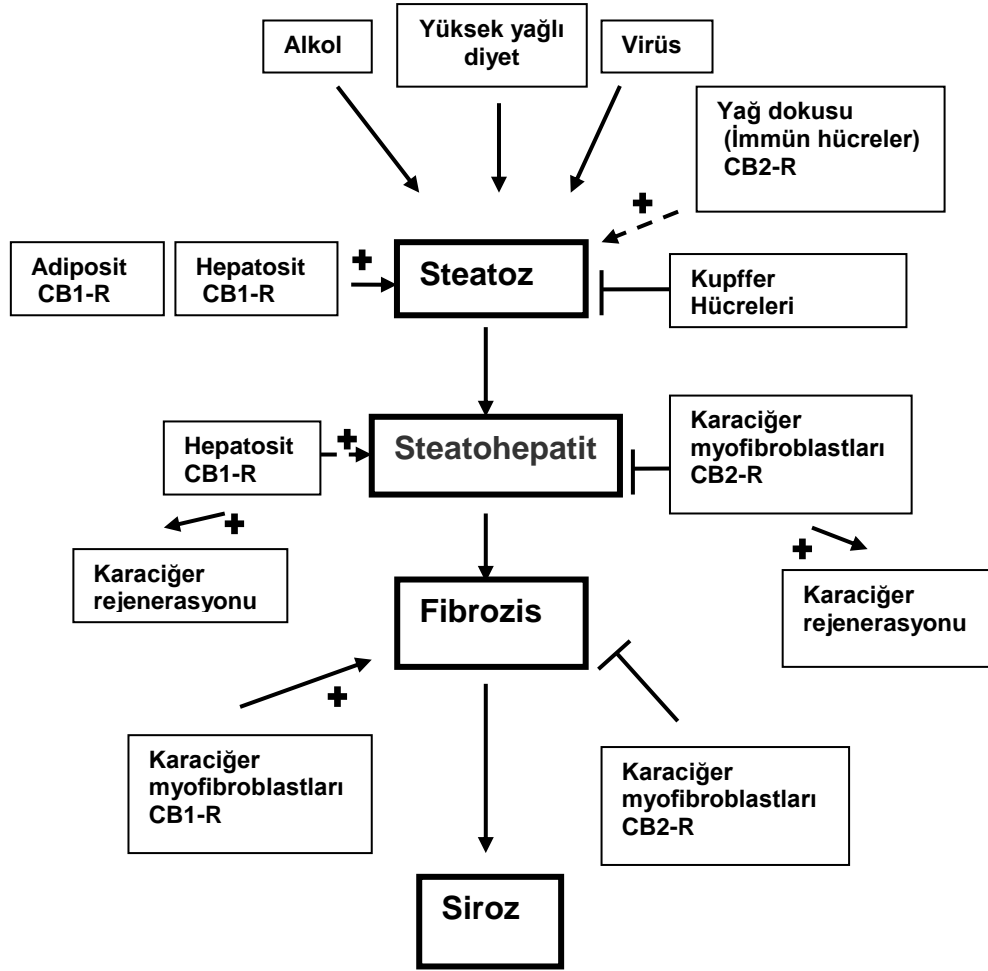 Alkol
Yüksek yağlı
diyet
Virüs
Yağ dokusu
(İmmün hücreler)
CB2-R
+
Adiposit
CB1-R
Hepatosit
CB1-R
+
Steatoz
Kupffer
Hücreleri
Hepatosit
CB1-R
+
Steatohepatit
Karaciğer
myofibroblastları
CB2-R
+
Karaciğer
rejenerasyonu
+
Karaciğer
rejenerasyonu
Fibrozis
+
Karaciğer
myofibroblastları
CB1-R
Karaciğer
myofibroblastları
CB2-R
Siroz